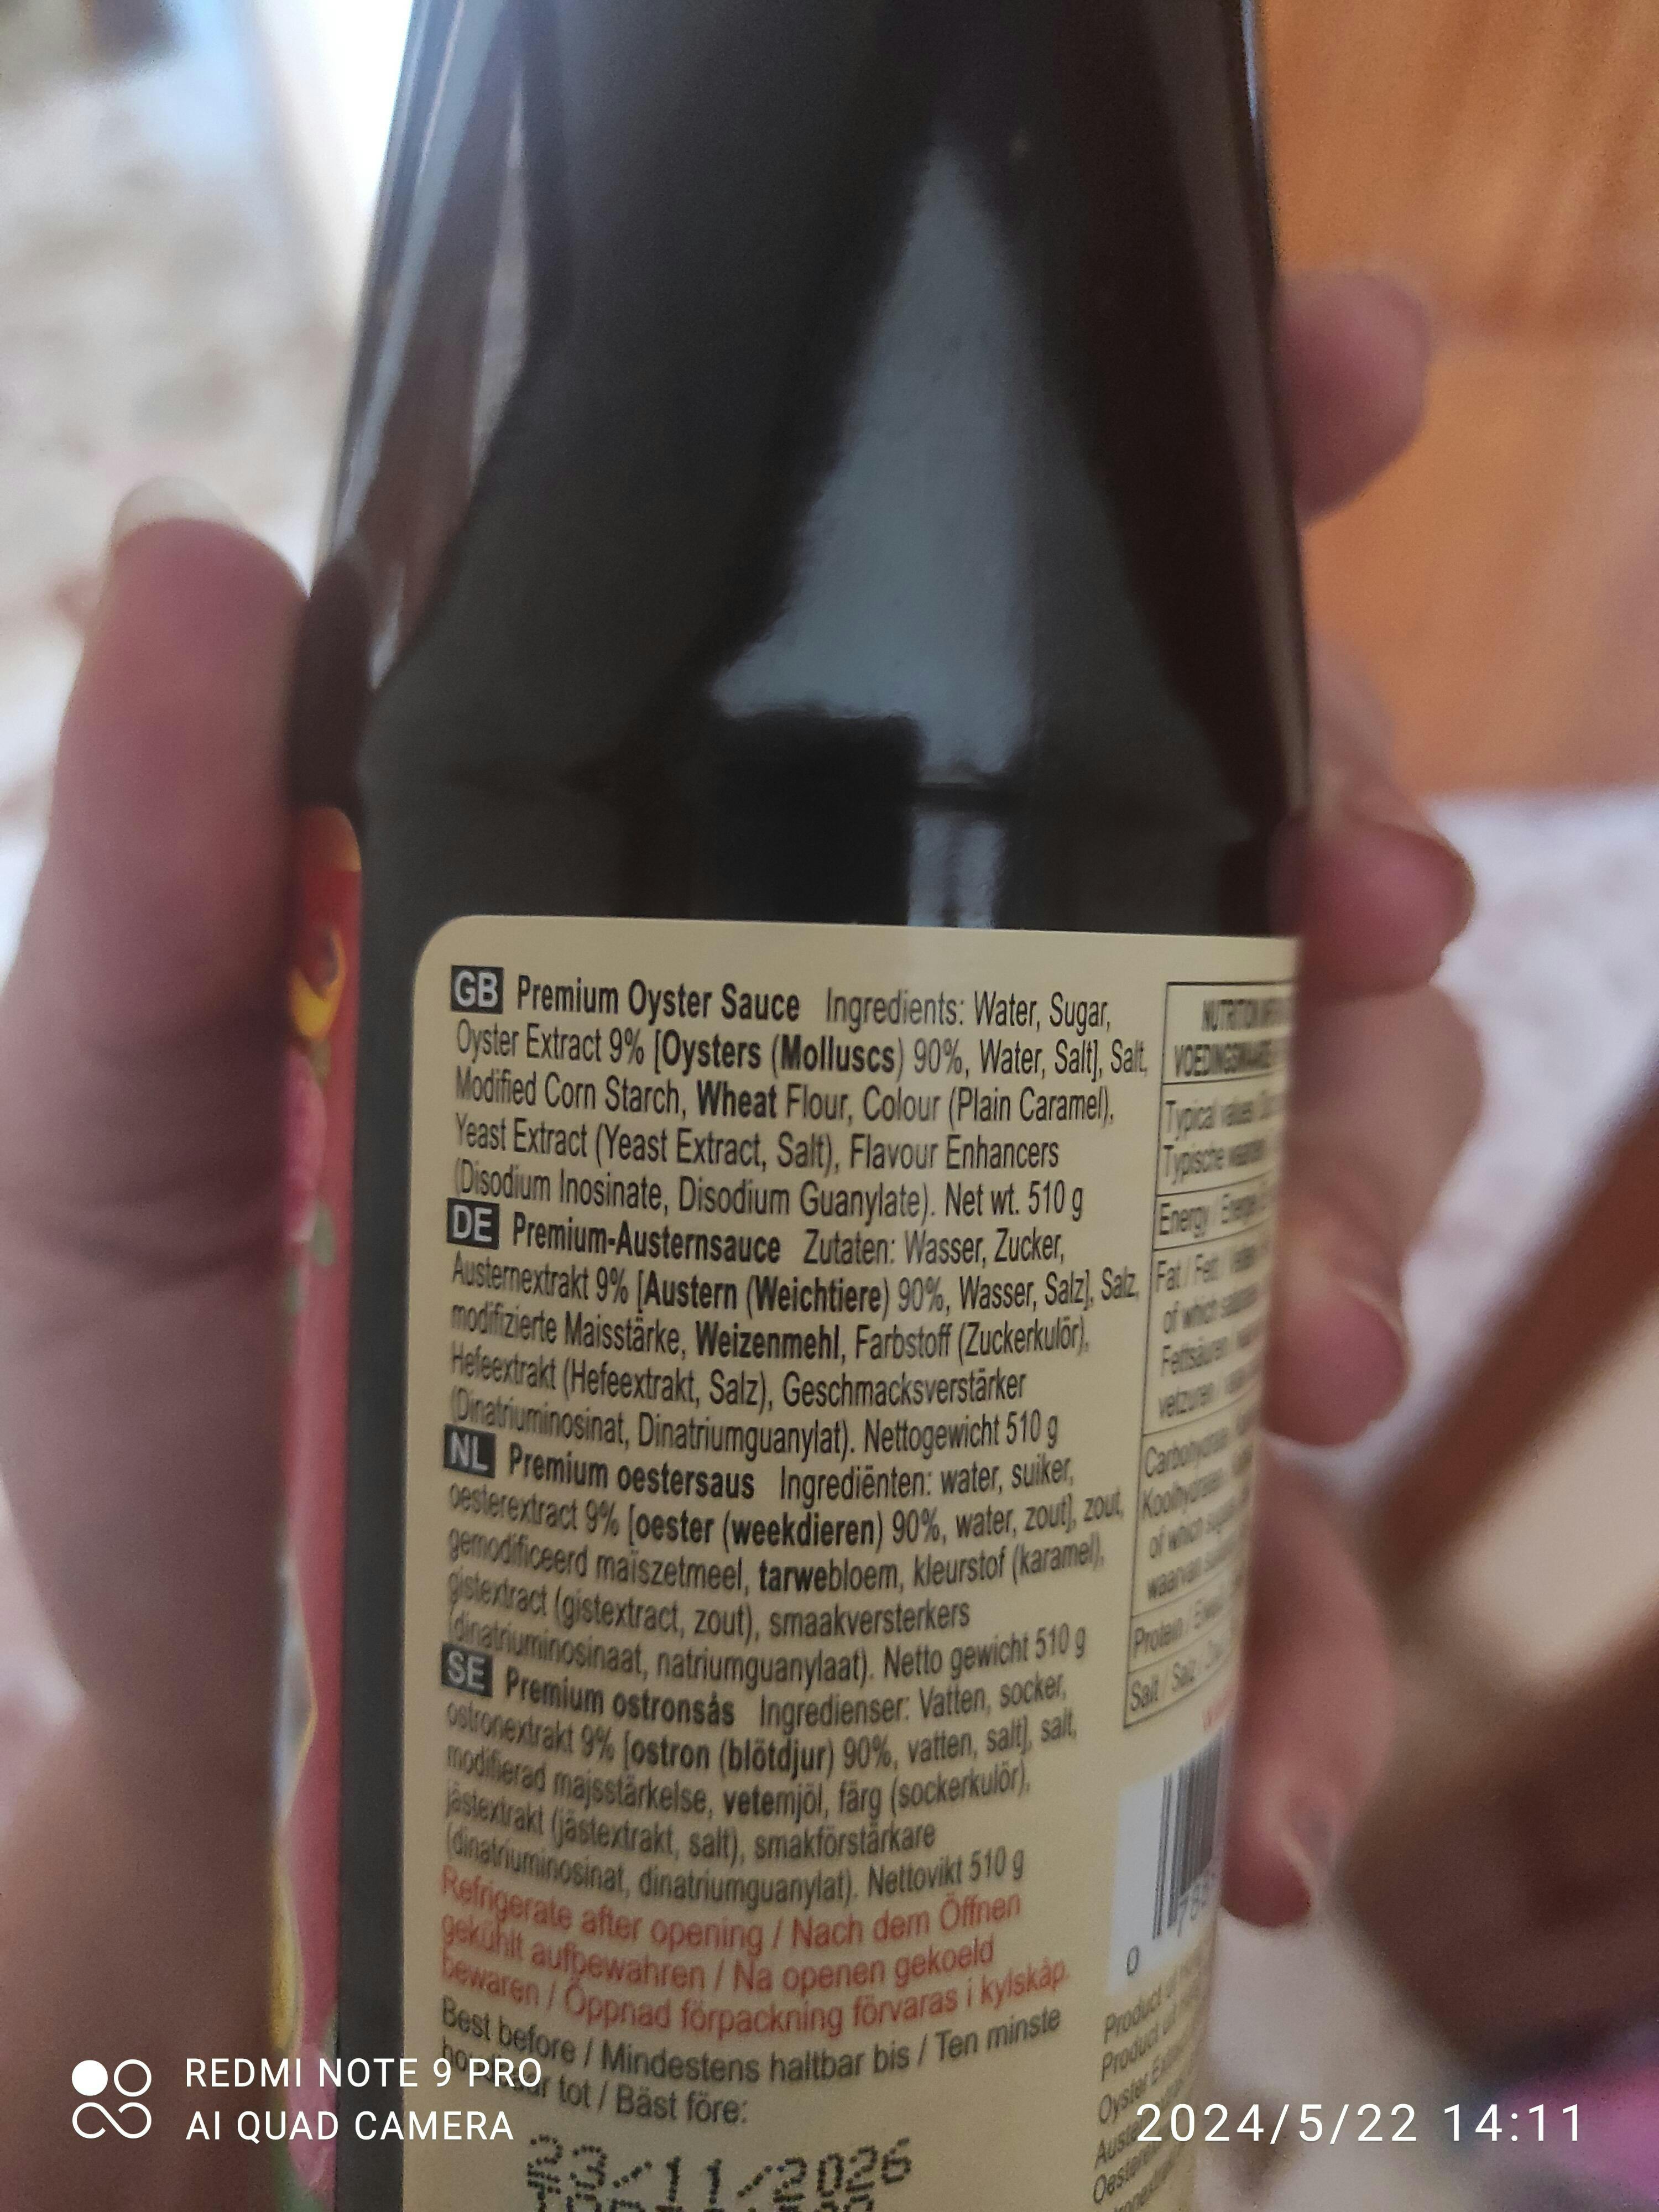 GB Premium Oyster Sauce Ingredients: Water, Sugar,
Oyster Extract 9% [Oysters (Molluscs) 90%, Water, Salt], Salt,
Modified Corn Starch, Wheat Flour, Colour (Plain Caramel),
Yeast Extract (Yeast Extract, Salt), Flavour Enhancers
(Disodium Inosinate, Disodium Guanylate). Net wt. 510 g
DE Premium-Austernsauce Zutaten: Wasser, Zucker,
Austernextrakt 9% [Austern (Weichtiere) 90%, Wasser, Salz], Salz,
modifizierte Maisstärke, Weizenmehl, Farbstoff (Zuckerkulör),
Hefeextrakt (Hefeextrakt, Salz), Geschmacksverstärker
(Dinatriuminosinat, Dinatriumguanylat). Nettogewicht 510 g
NL Premium oestersaus Ingrediënten: water, suiker,
oesterextract 9% [oester (weekdieren) 90%, water, zout], zout,
gemodificeerd maïszetmeel, tarwebloem, kleurstof (karamel),
gistextract (gistextract, zout), smaakversterkers
(dinatriuminosinaat, natriumguanylaat). Netto gewicht 510 g
SE Premium ostronsås Ingredienser: Vatten, socker,
ostronextrakt 9% [ostron (blötdjur) 90%, vatten, salt], salt,
modifierad majsstärkelse, vetemjöl, färg (sockerkulör),
jästextrakt (jästextrakt, salt), smakförstärkare
(dinatriuminosinat, dinatriumguanylat). Nettovikt 510 g
Refrigerate after opening / Nach dem Öffnen
gekühlt aufbewahren / Na openen gekoeld
bewaren / Öppnad förpackning förvaras i kylskåp.
Best before / Mindestens haltbar bis / Ten minste
tot / Bäst före:
23/11/2026
Typical values
Typische
Energy
Fat / Fett
of which
Fettsäuren
vetzuren
Carbohydrate
Koolhydraten
of which
waarvan
Protein
Salt / Salz
0
Product
Product
Oyster
REDMI NOTE 9 PRO
AI QUAD CAMERA
2024/5/22 14:11